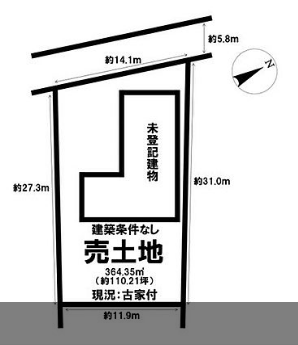 約5.8m
約14.1m
N
未登記建物
約27.3m
約31.0m
建築条件なし
売土地
364.35㎡
(約110.21坪)
現況：古家付
約11.9m